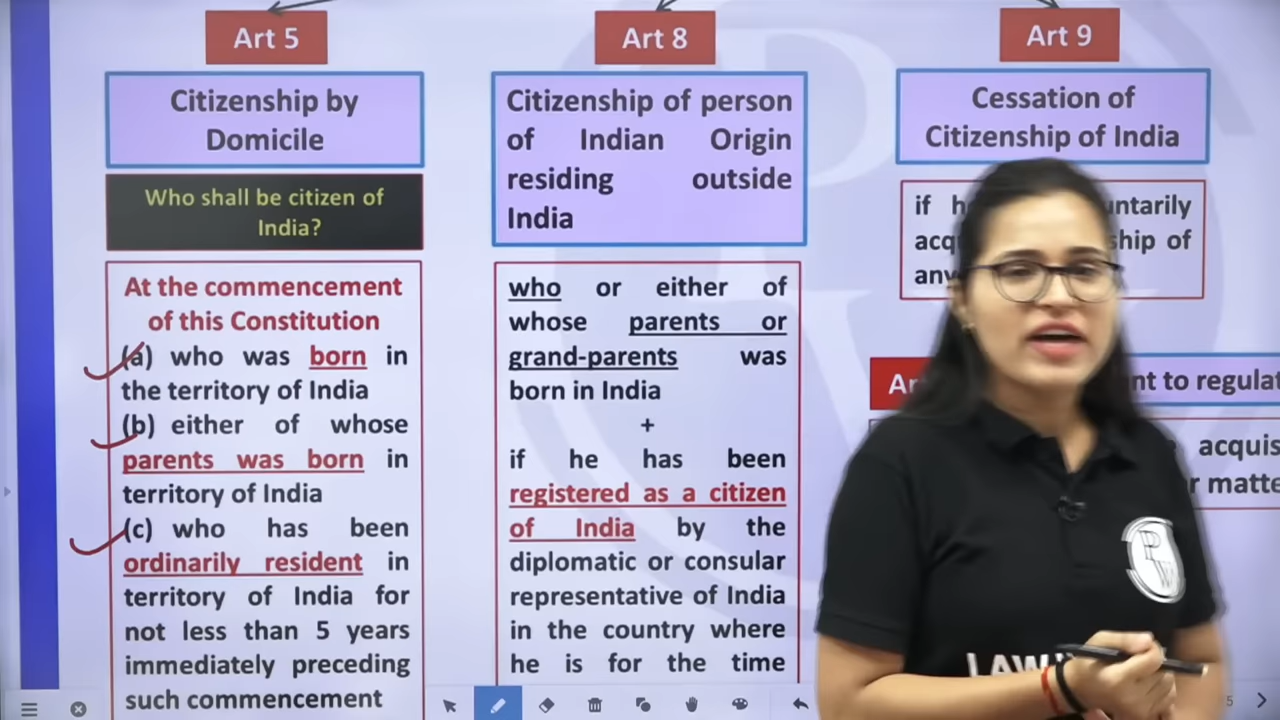 Art 5
Citizenship by
Domicile
Who shall be citizen of
India?
At the commencement
of this Constitution
(a) who was born in
the territory of India
(b) either of whose
parents was born in
territory of India
(c) who has been
ordinarily resident in
territory of India for
not less than 5 years
immediately preceding
such commencement
Art 8
Citizenship of person
of Indian Origin
residing outside
India
who or either of
whose parents or
grand-parents was
born in India
+
if he has been
registered as a citizen
of India by the
diplomatic or consular
representative of India
in the country where
he is for the time
Art 9
Cessation of
Citizenship of India
if
of
to regulat
PW
5